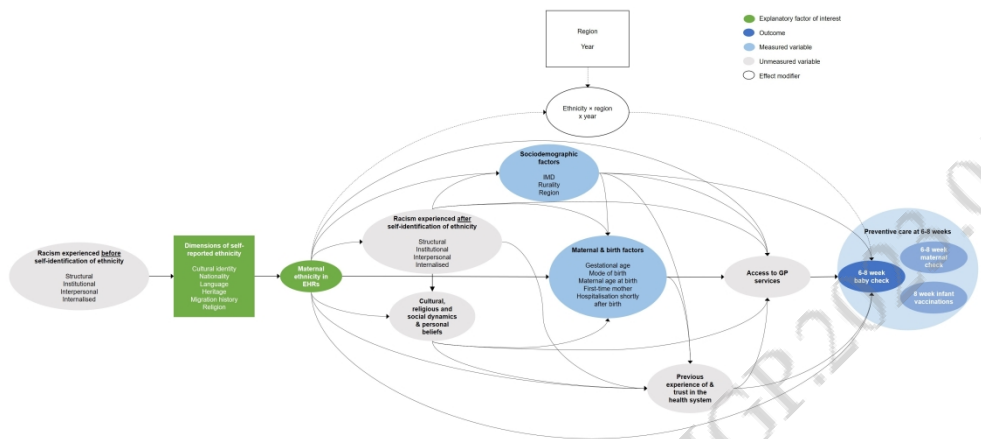 Region
Year
Explanatory factor of interest
Outcome
Measured variable
Unmeasured variable
Effect modifier
Ethnicity × region
x year
Sociodemographic
factors
IMD
Rurality
Region
Racism experienced before
self-identification of ethnicity
Structural
Institutional
Interpersonal
Internalised
Dimensions of self-
reported ethnicity
Cultural identity
Nationality
Language
Heritage
Migration history
Religion
Maternal
ethnicity in
EHRs
Racism experienced after
self-identification of ethnicity
Structural
Institutional
Interpersonal
Internalised
Cultural,
religious and
social dynamics
& personal
beliefs
Maternal & birth factors
Gestational age
Mode of birth
Maternal age at birth
First-time mother
Hospitalisation shortly
after birth
Access to GP
services
Previous
experience of &
trust in the
health system
Preventive care at 6-8 weeks
6-8 week
maternal
check
6-8 week
baby check
8 week infant
vaccinations